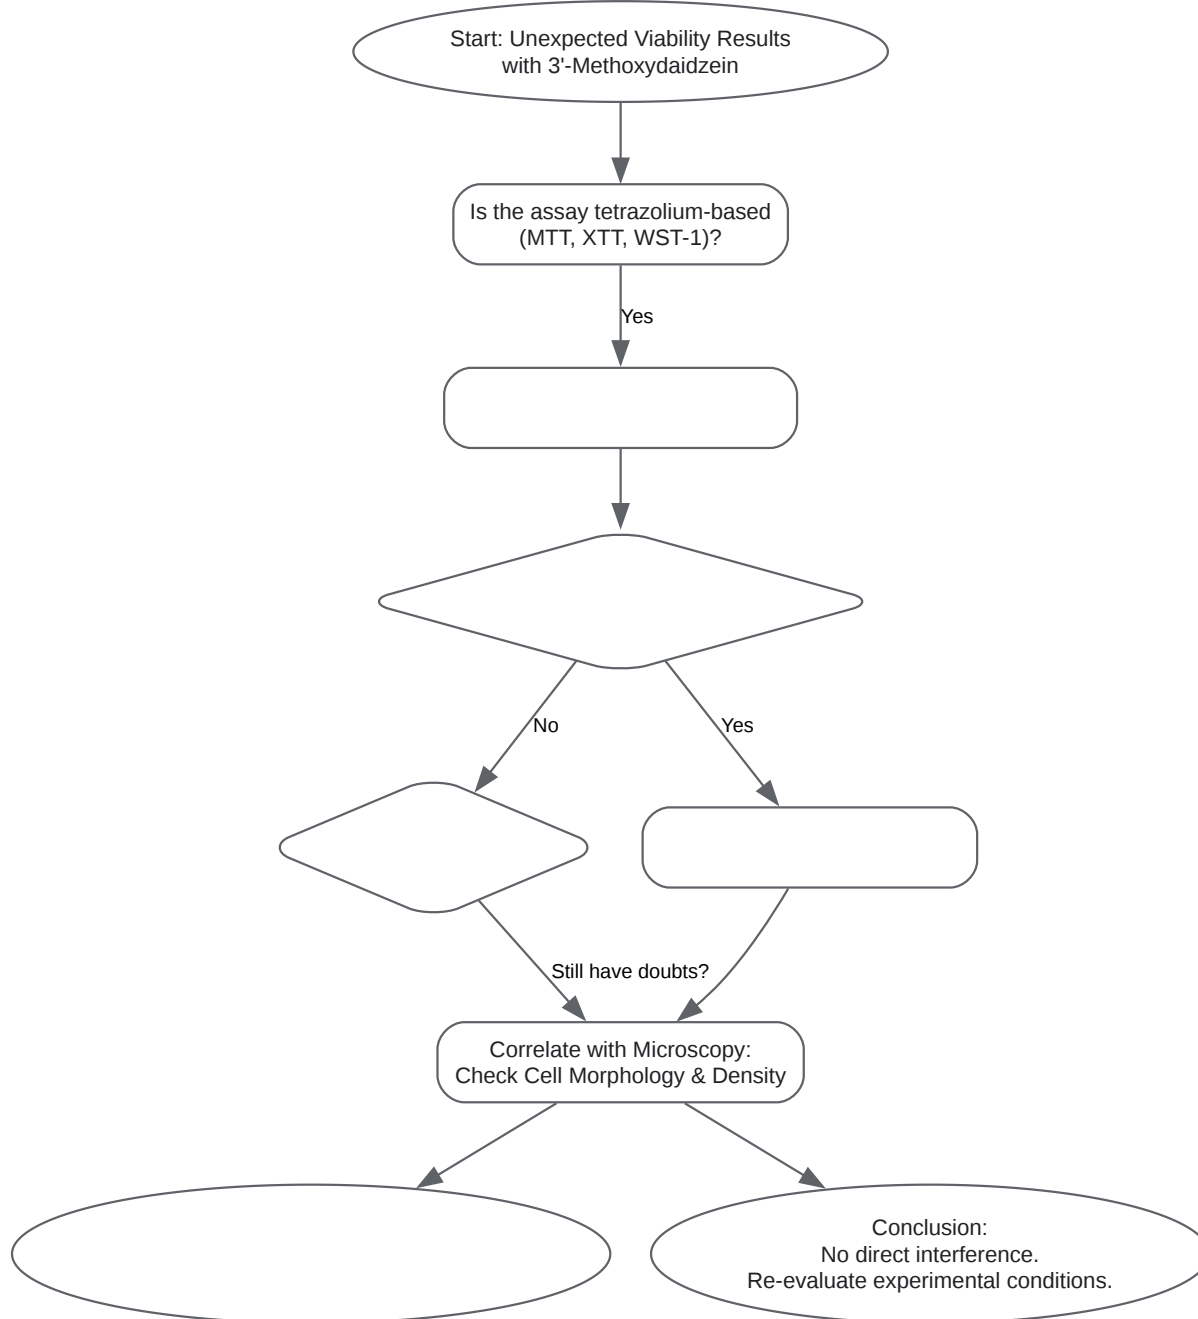 Start: Unexpected Viability Results
with 3'-Methoxydaidzein
Is the assay tetrazolium-based
(MTT, XTT, WST-1)?
Yes
No
Yes
Still have doubts?
Correlate with Microscopy:
Check Cell Morphology & Density
Conclusion:
No direct interference.
Re-evaluate experimental conditions.